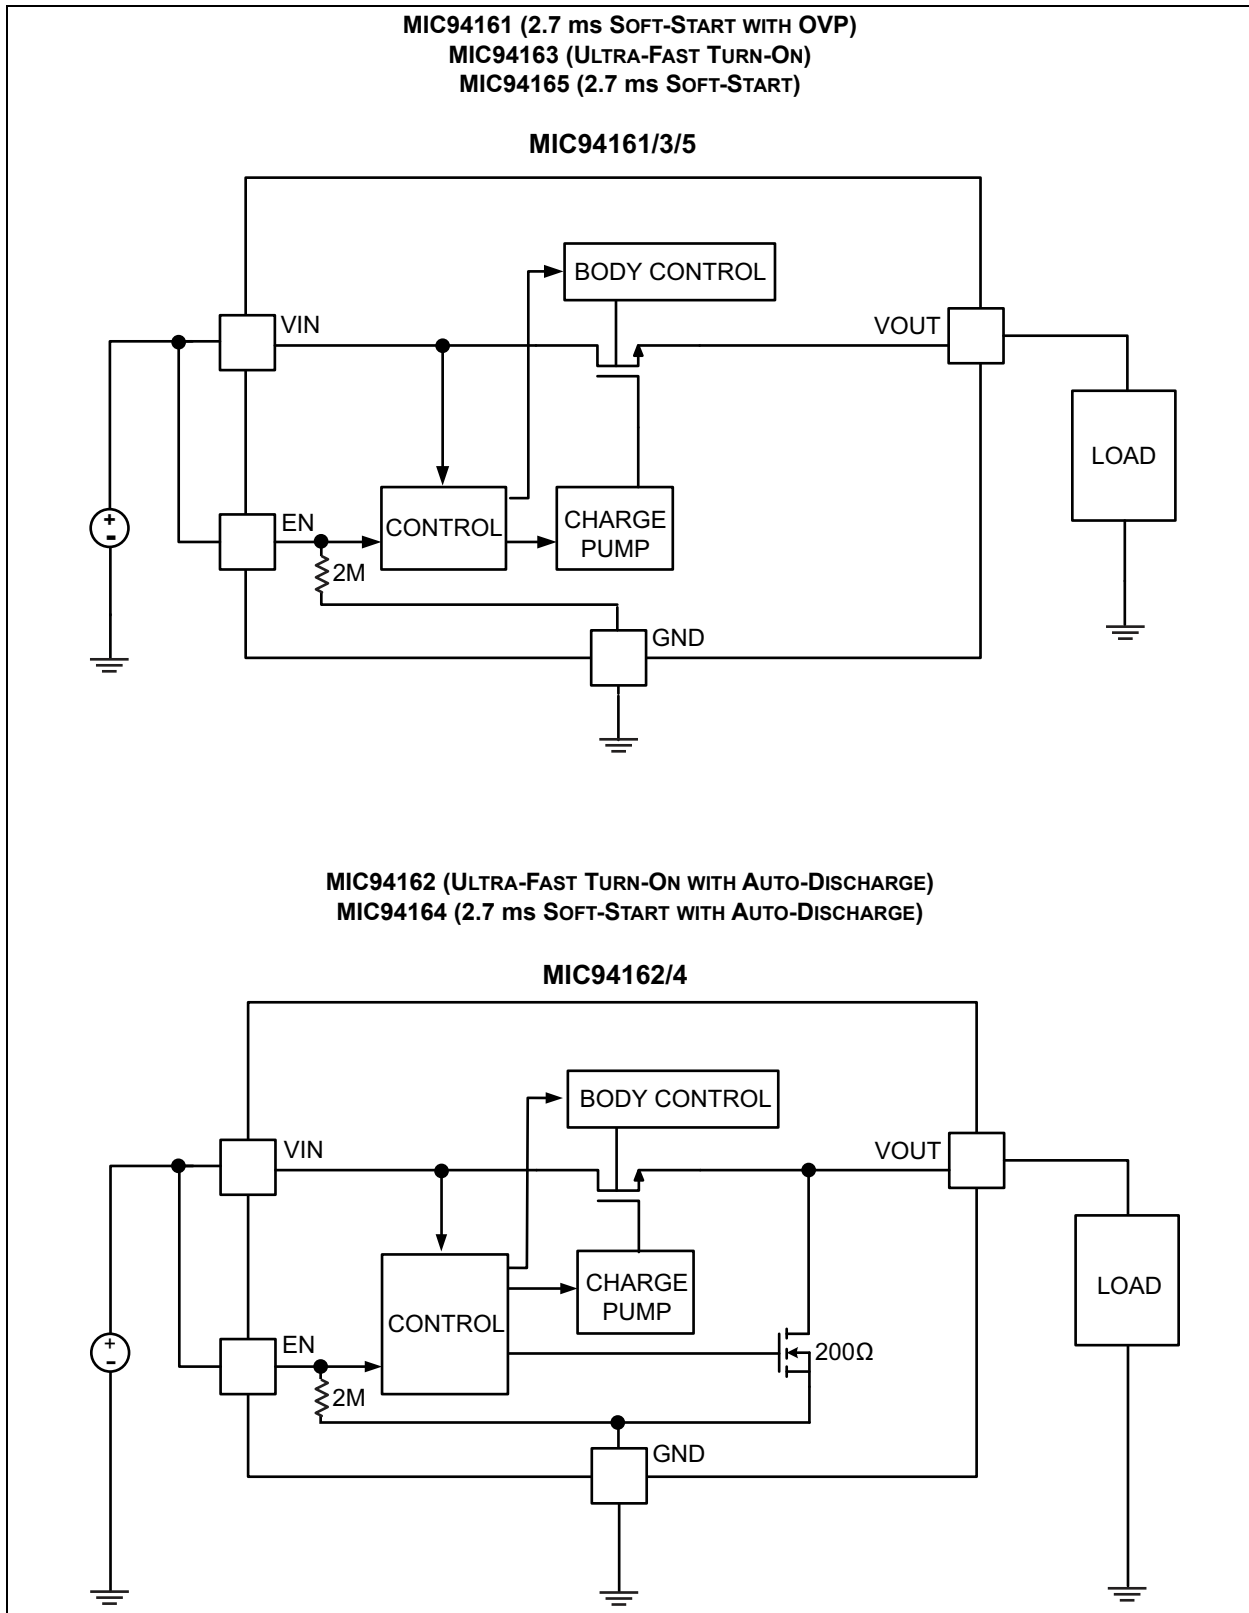 MIC94161 (2.7 ms SOFT-START WITH OVP)
MIC94163 (ULTRA-FAST TURN-ON)
MIC94165 (2.7 ms SOFT-START)
MIC94161/3/5
BODY CONTROL
VIN
VOUT
LOAD
EN
CONTROL
CHARGE
PUMP
+
-
2M
GND
MIC94162 (ULTRA-FAST TURN-ON WITH AUTO-DISCHARGE)
MIC94164 (2.7 ms SOFT-START WITH AUTO-DISCHARGE)
MIC94162/4
BODY CONTROL
VIN
VOUT
CHARGE
PUMP
LOAD
CONTROL
EN
+
-
200Ω
2M
GND